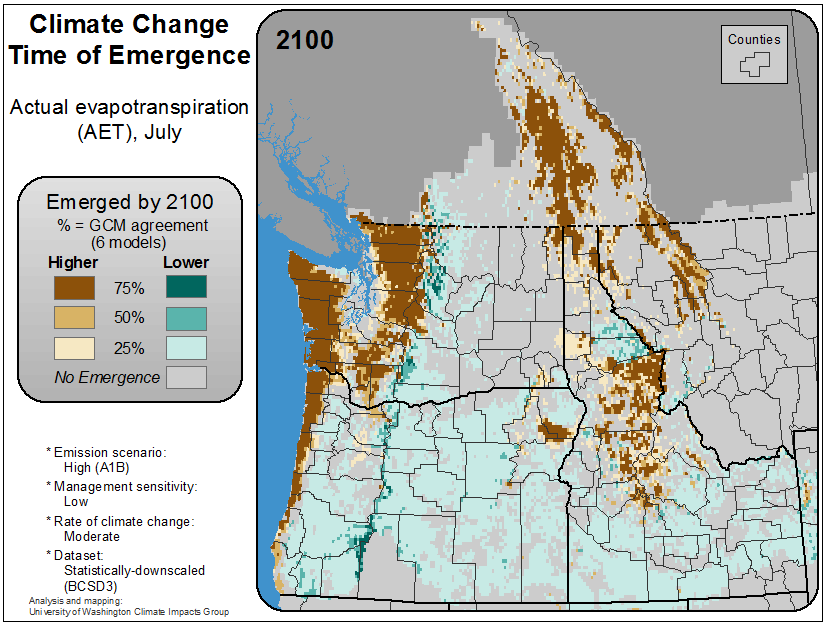 Climate Change
Time of Emergence
Actual evapotranspiration
(AET), July
Emerged by 2100
% = GCM agreement
(6 models)
Higher Lower
75%
50%
25%
No Emergence
* Emission scenario:
High (A1B)
* Management sensitivity:
Low
* Rate of climate change:
Moderate
* Dataset:
Statistically-downscaled
(BCSD3)
Analysis and mapping:
University of Washington Climate Impacts Group
2100
Counties